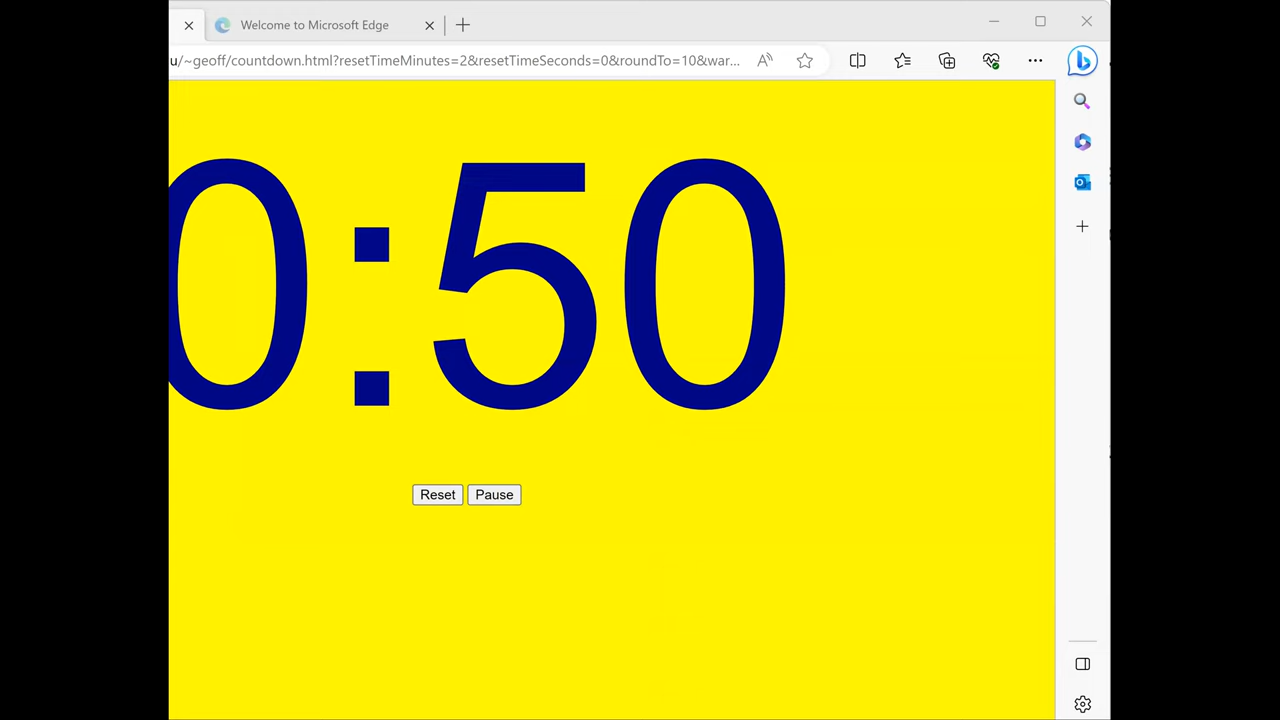 Welcome to Microsoft Edge
u/~geoff/countdown.html?resetTimeMinutes=2&resetTimeSeconds=0&roundTo=10&war...
0:50
Reset Pause